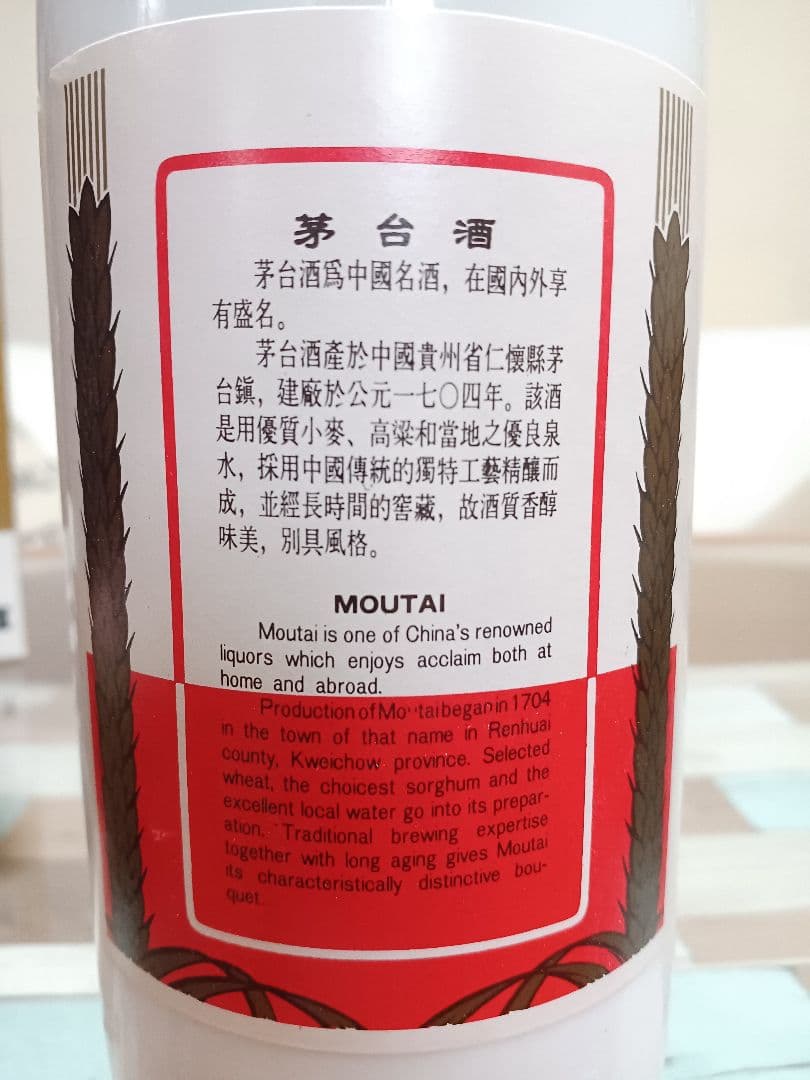 茅台酒
茅台酒爲中國名酒，在國內外享
有盛名。
茅台酒產於中國貴州省仁懷縣茅
台鎮，建廠於公元一七〇四年。該酒
是用優質小麥、高粱和當地之優良泉
水，採用中國傳統的獨特工藝精釀而
成，並經長時間的窖藏，故酒質香醇
味美，別具風格。
MOUTAI
Moutai is one of China's renowned
liquors which enjoys acclaim both at
home and abroad.
Production of Moutai began in 1704
in the town of that name in Renhuai
county, Kweichow province. Selected
wheat, the choicest sorghum and the
excellent local water go into its prepar-
ation. Traditional brewing expertise
together with long aging gives Moutai
its characteristically distinctive bou-
quet.